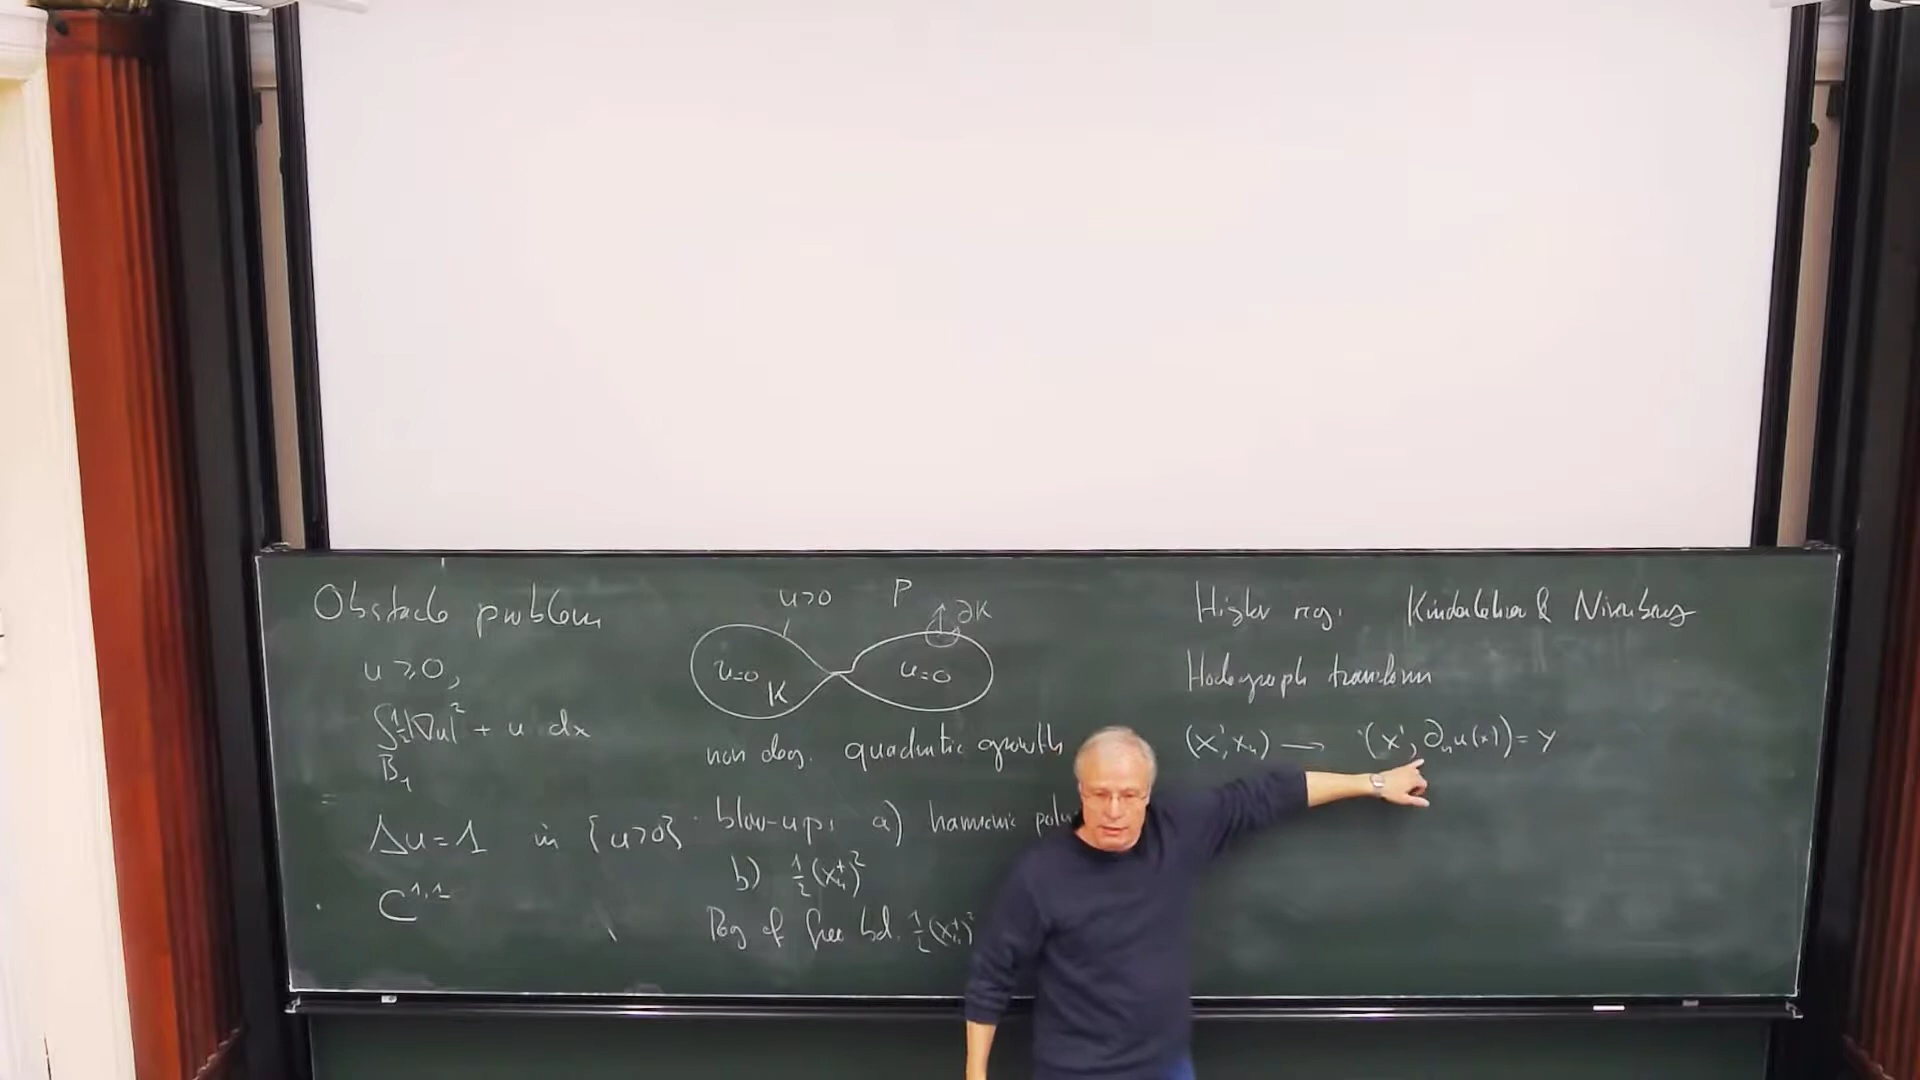 Obstacle problem
u ≥ 0,
∫ ½|∇u|² + u dx
B₁
Δu = 1 in {u>0}
C^{1,1}
u>0 P ∂K
u=0 K u=0
non deg. quadratic growth
blow-ups a) harmonic
b) ½(xₙ⁺)²
Reg of free bd. ½(xₙ⁺)²
Higher reg. Kinderlehrer & Nirenberg
Hodograph transform
(x', xₙ) → (x', ∂ₙu(x)) = y